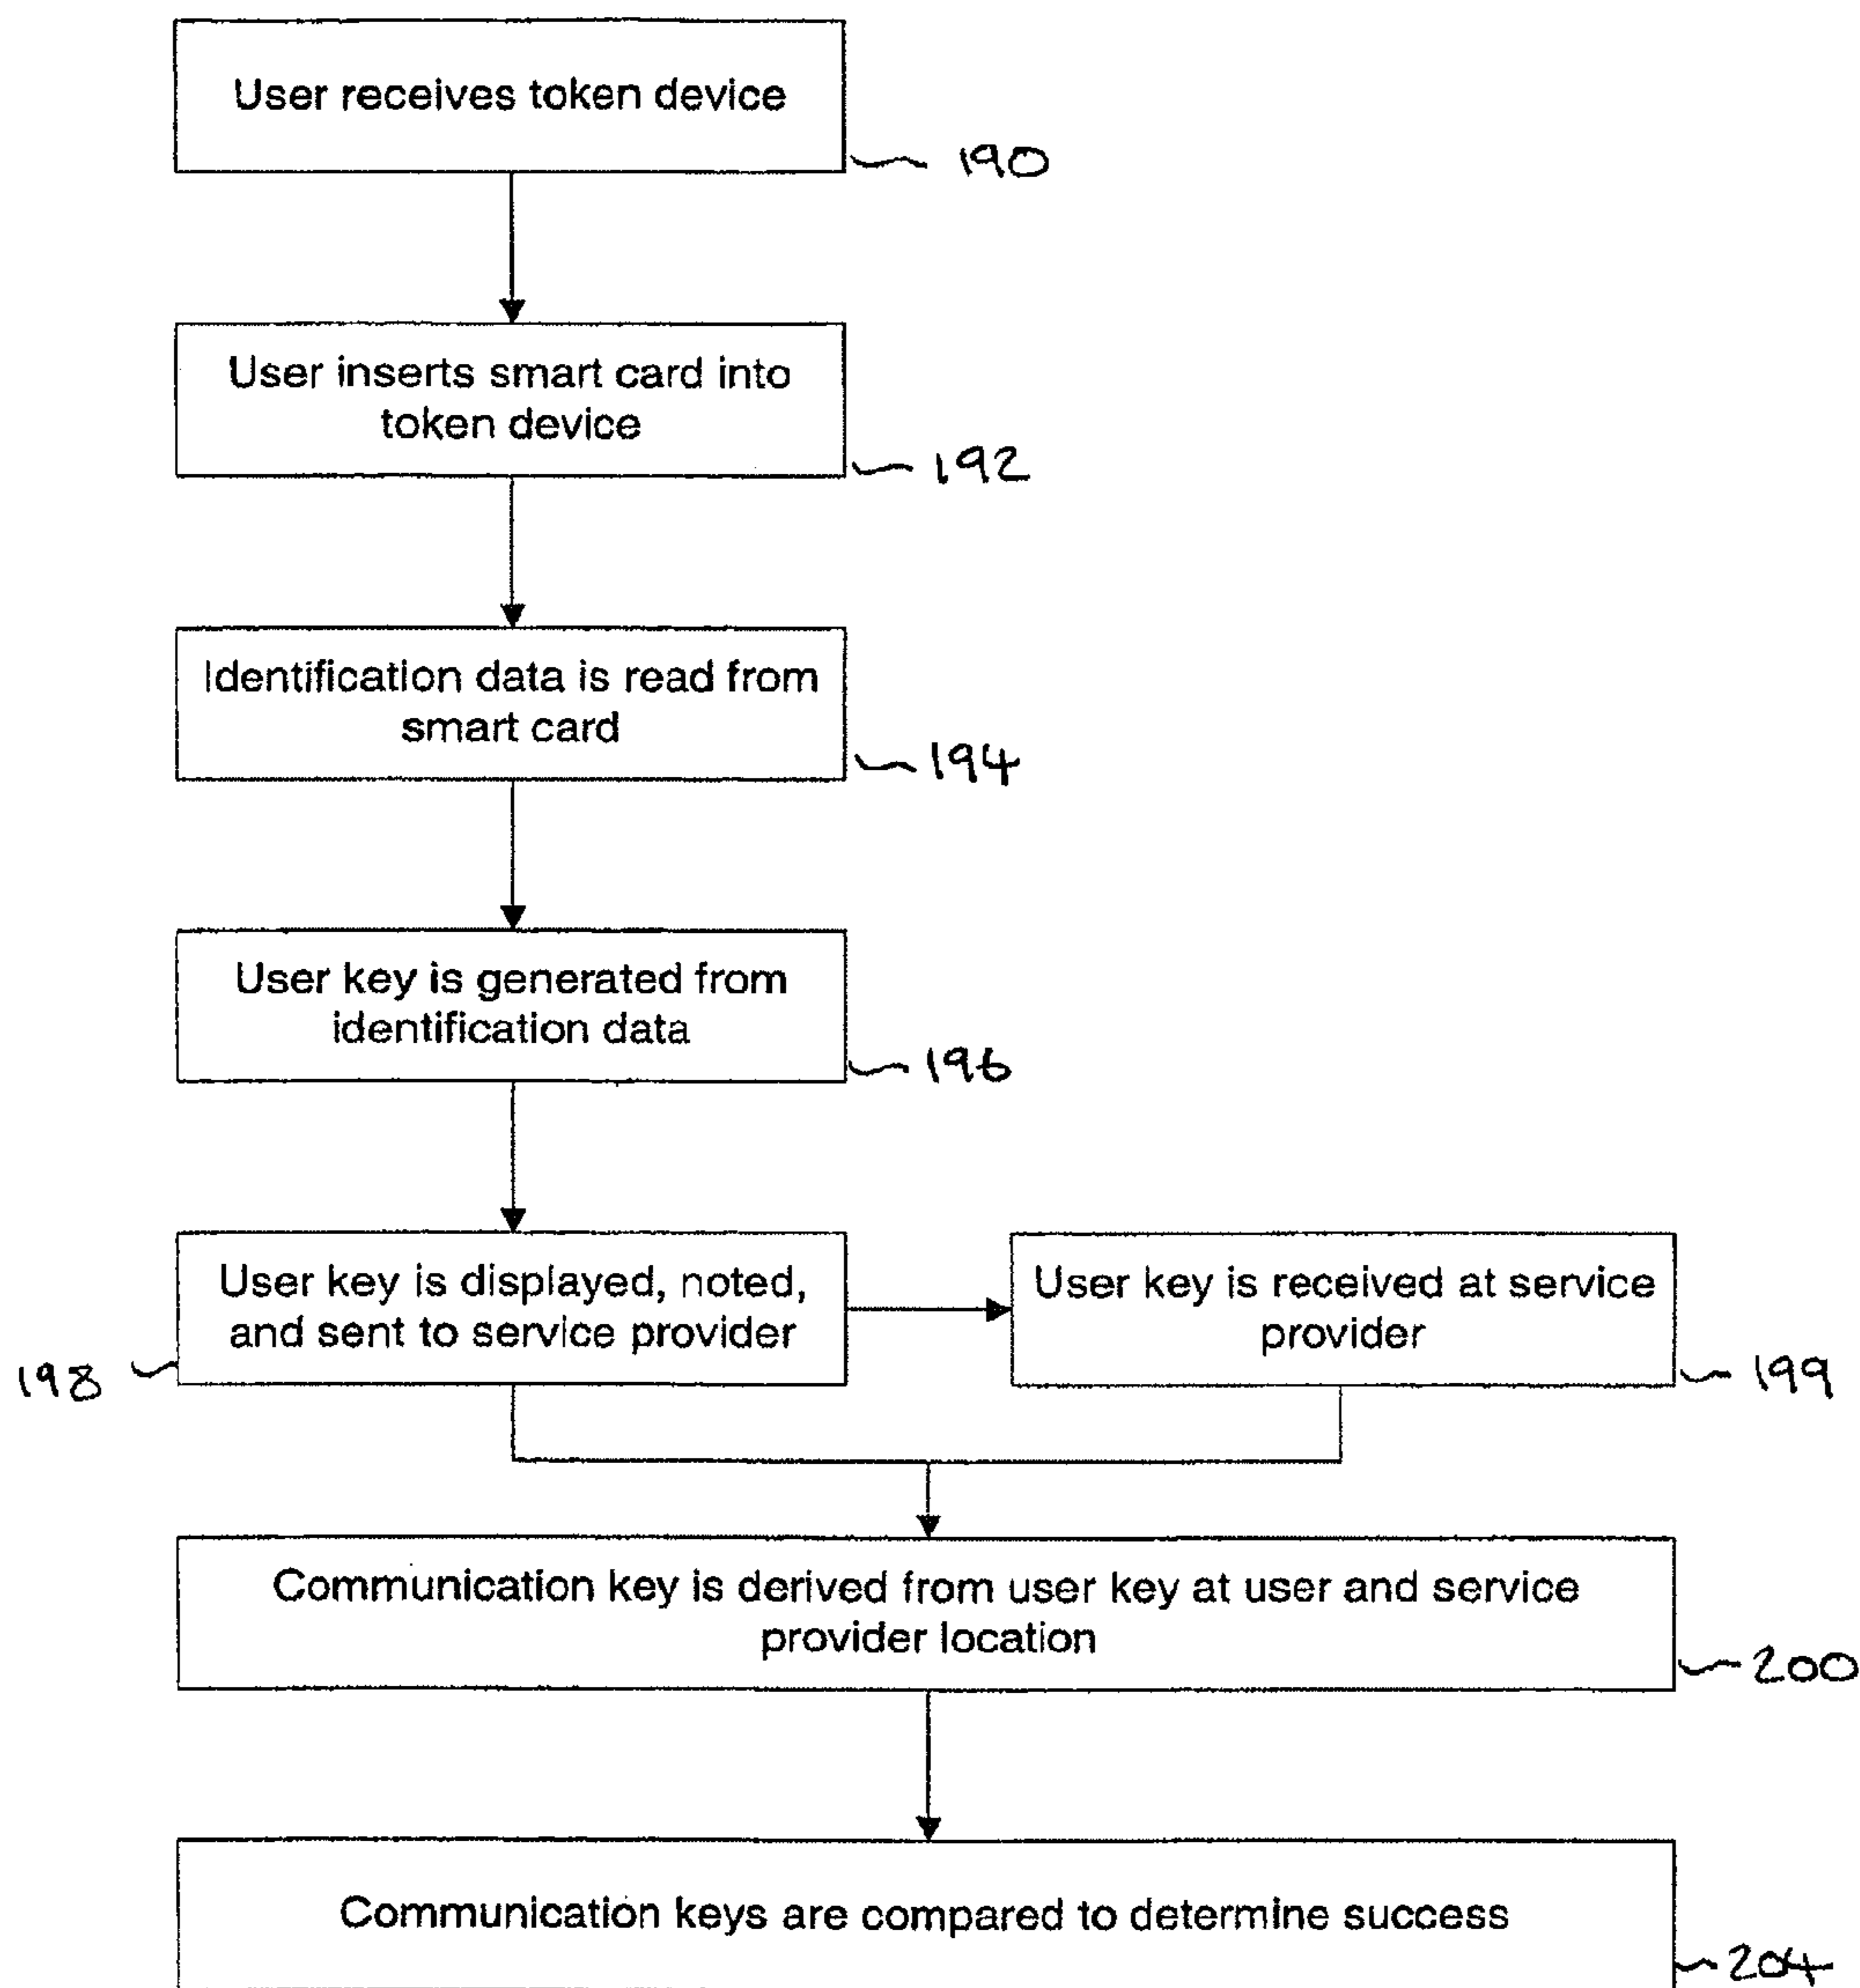 User receives token device
190
User inserts smart card into
token device
192
Identification data is read from
smart card
194
User key is generated from
identification data
196
User key is displayed, noted,
and sent to service provider
198
User key is received at service
provider
199
Communication key is derived from user key at user and service
provider location
200
Communication keys are compared to determine success
204